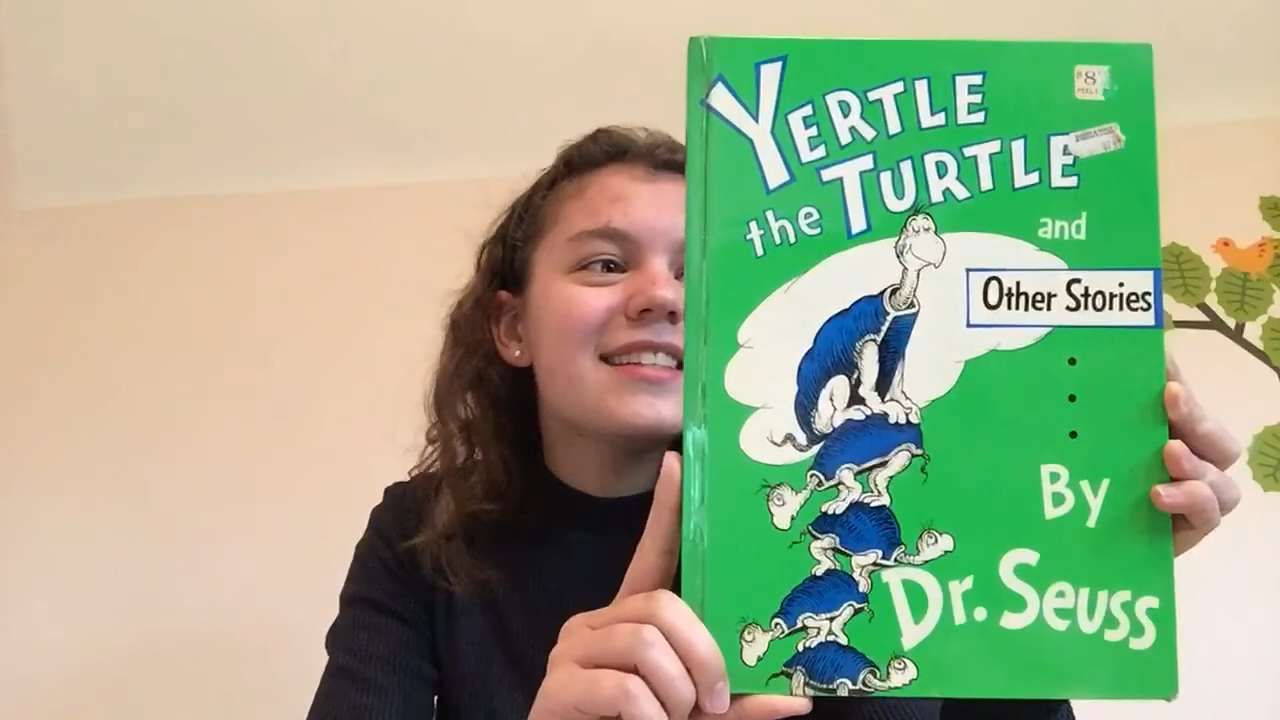 YERTLE
the TURTLE
and
Other Stories
By
Dr. Seuss